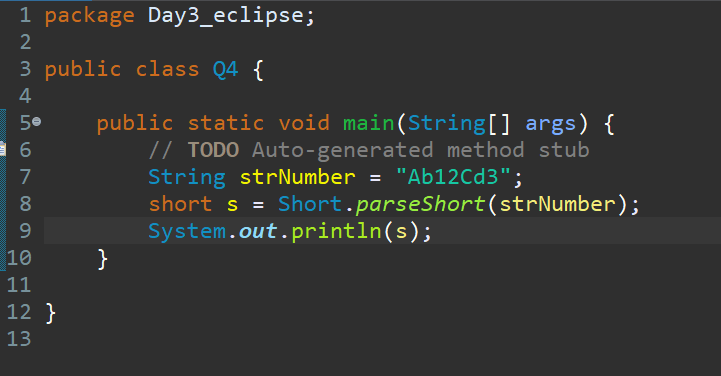 1 package Day3_eclipse;
2
3 public class Q4 {
4
5 public static void main(String[] args) {
6 // TODO Auto-generated method stub
7 String strNumber = "Ab12Cd3";
8 short s = Short.parseShort(strNumber);
9 System.out.println(s);
10 }
11
12 }
13